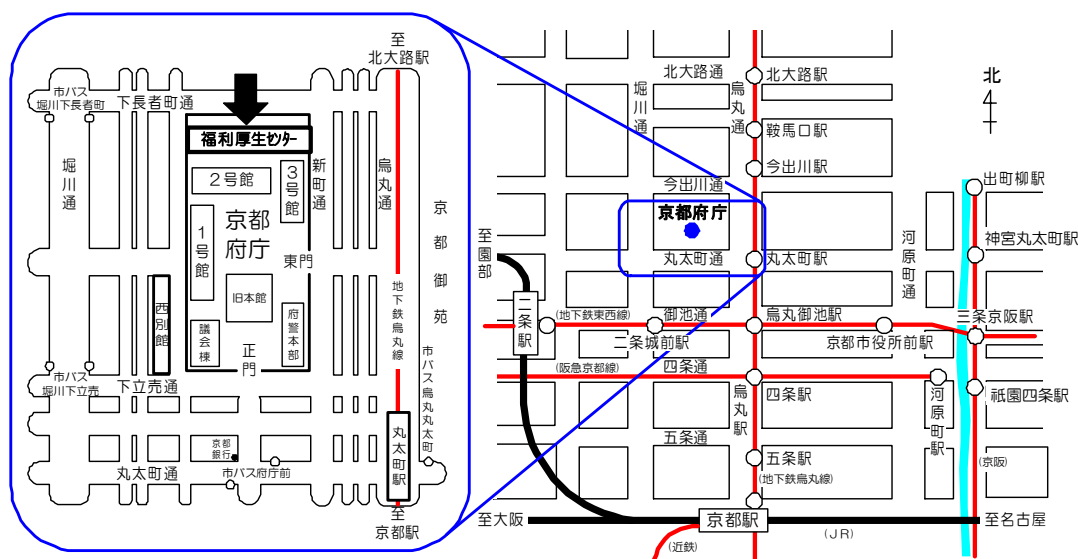 至
北大路駅
市バス
堀川下長者町
下長者町通
福利厚生センター
堀川通
2号館
3号館
新町通
烏丸通
京都御苑
京都
府庁
1号館
東門
地下鉄烏丸線
旧本館
西別館
議会棟
正門
府警本部
市バス
堀川下立売
下立売通
市バス烏丸丸太町
丸太町駅
京都
銀行
市バス府庁前
丸太町通
至
京都駅
北
北大路通
北大路駅
堀川通
烏丸通
鞍馬口駅
今出川駅
今出川通
出町柳駅
京都府庁
神宮丸太町駅
河原町通
丸太町通
丸太町駅
至園部
二条駅
(地下鉄東西線)
御池通
烏丸御池駅
三条京阪駅
二条城前駅
京都市役所前駅
(阪急京都線)
四条通
四条駅
烏丸駅
河原町駅
祇園四条駅
五条通
五条駅
(京阪)
(地下鉄烏丸線)
至大阪
京都駅
至名古屋
(JR)
(近鉄)